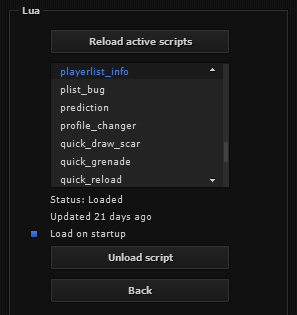 Lua
Reload active scripts
playerlist_info
plist_bug
prediction
profile_changer
quick_draw_scar
quick_grenade
quick_reload
Status: Loaded
Updated 21 days ago
Load on startup
Unload script
Back